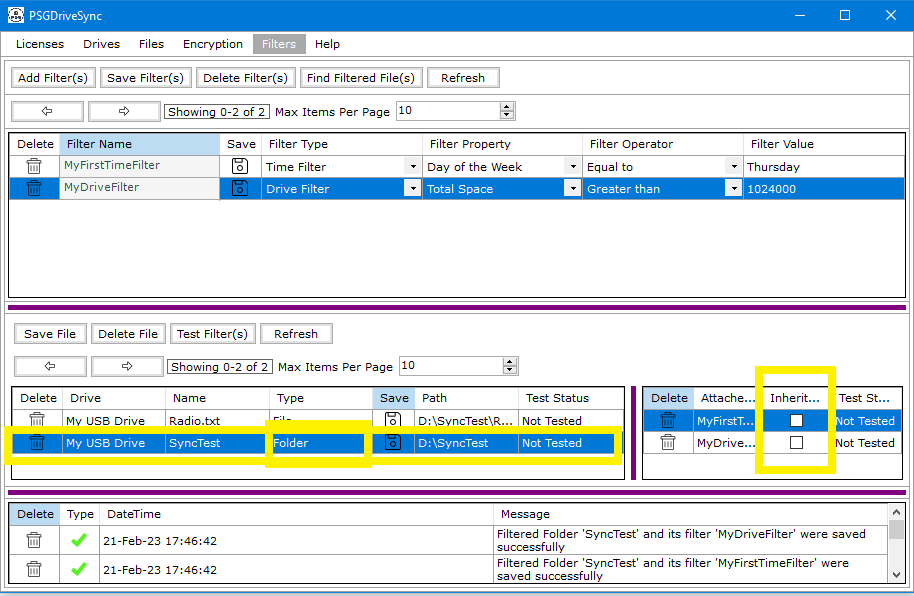 PSGDriveSync
Licenses Drives Files Encryption Filters Help
Add Filter(s) Save Filter(s) Delete Filter(s) Find Filtered File(s) Refresh
Showing 0-2 of 2 Max Items Per Page 10
Delete Filter Name Save Filter Type Filter Property Filter Operator Filter Value
MyFirstTimeFilter Time Filter Day of the Week Equal to Thursday
MyDriveFilter Drive Filter Total Space Greater than 1024000
Save File Delete File Test Filter(s) Refresh
Showing 0-2 of 2 Max Items Per Page 10
Delete Drive Name Type Save Path Test Status Delete Attache... Inherit... Test St...
My USB Drive Radio.txt File D:\SyncTest\R... Not Tested MyFirstT... Not Tested
My USB Drive SyncTest Folder D:\SyncTest Not Tested MyDrive... Not Tested
Delete Type DateTime Message
21-Feb-23 17:46:42 Filtered Folder 'SyncTest' and its filter 'MyDriveFilter' were saved
successfully
21-Feb-23 17:46:42 Filtered Folder 'SyncTest' and its filter 'MyFirstTimeFilter' were
saved successfully